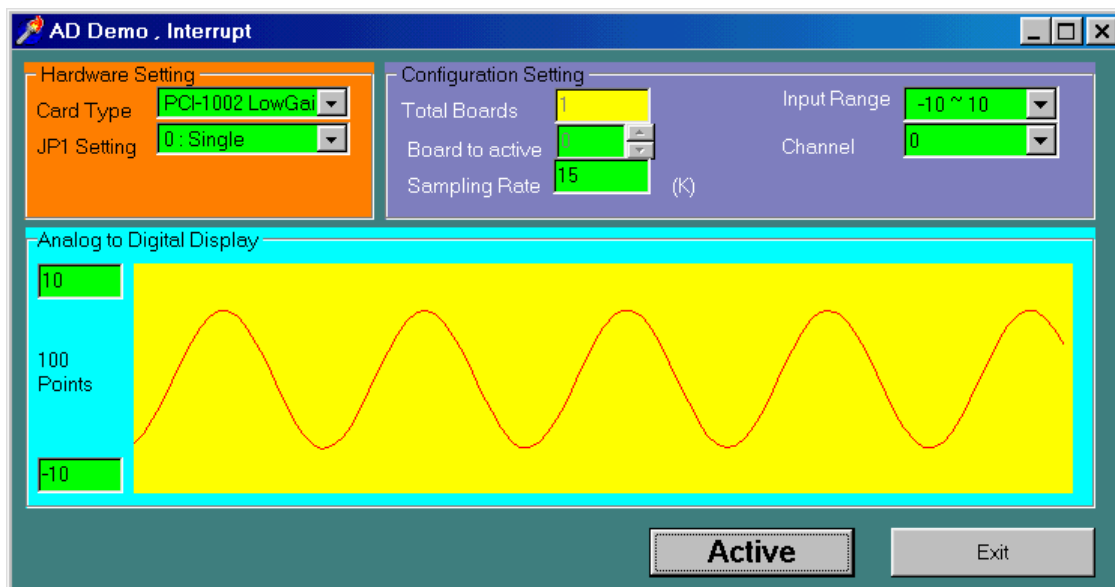 AD Demo , Interrupt
Hardware Setting
Card Type PCI-1002 LowGai
JP1 Setting 0 : Single
Configuration Setting
Total Boards 1
Board to active 0
Sampling Rate 15 (K)
Input Range -10 ~ 10
Channel 0
Analog to Digital Display
10
100
Points
-10
Active
Exit